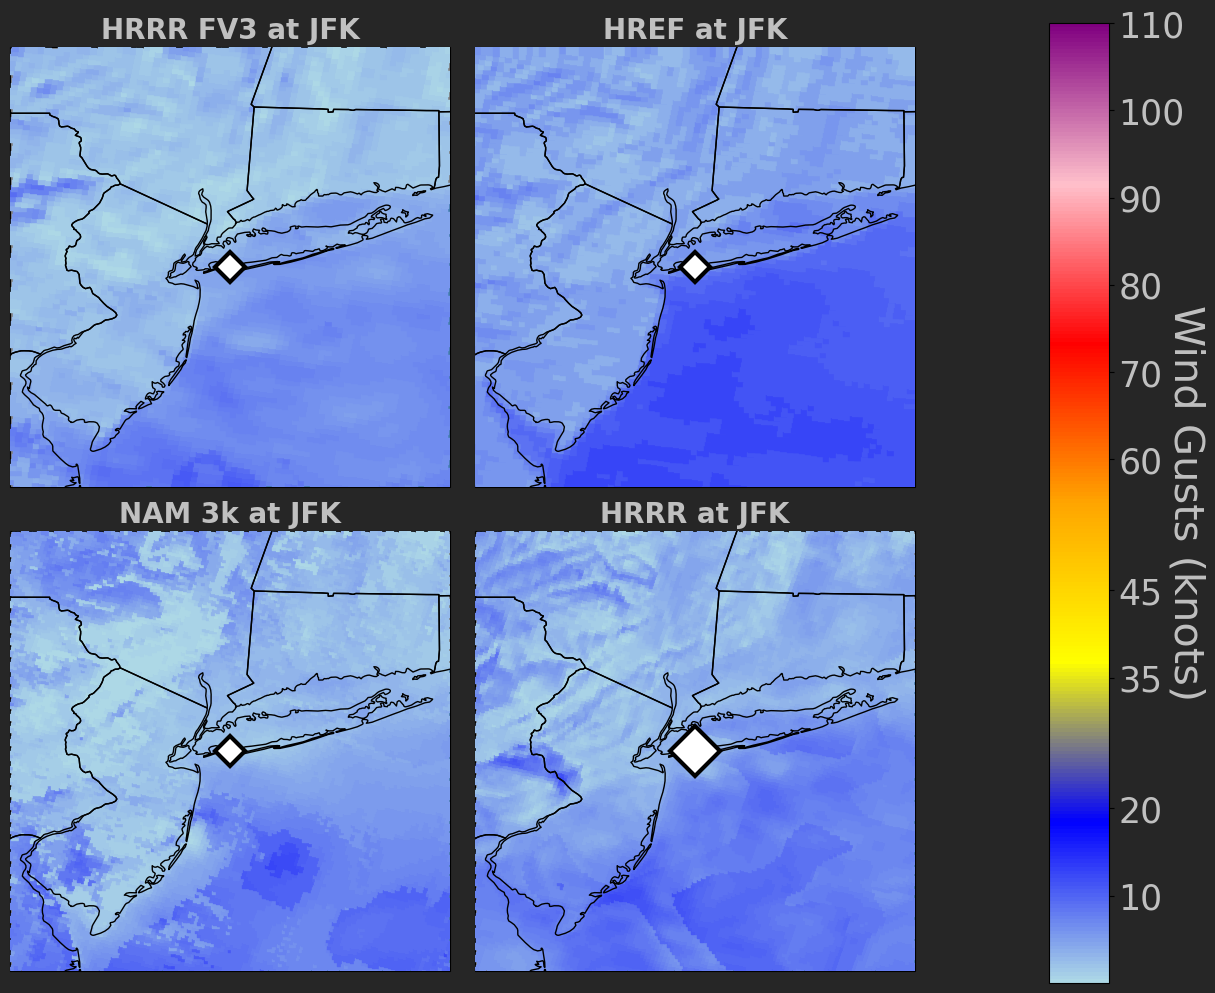 HRRR FV3 at JFK
HREF at JFK
NAM 3k at JFK
HRRR at JFK
110
100
90
80
70
60
45
35
20
10
Wind Gusts (knots)